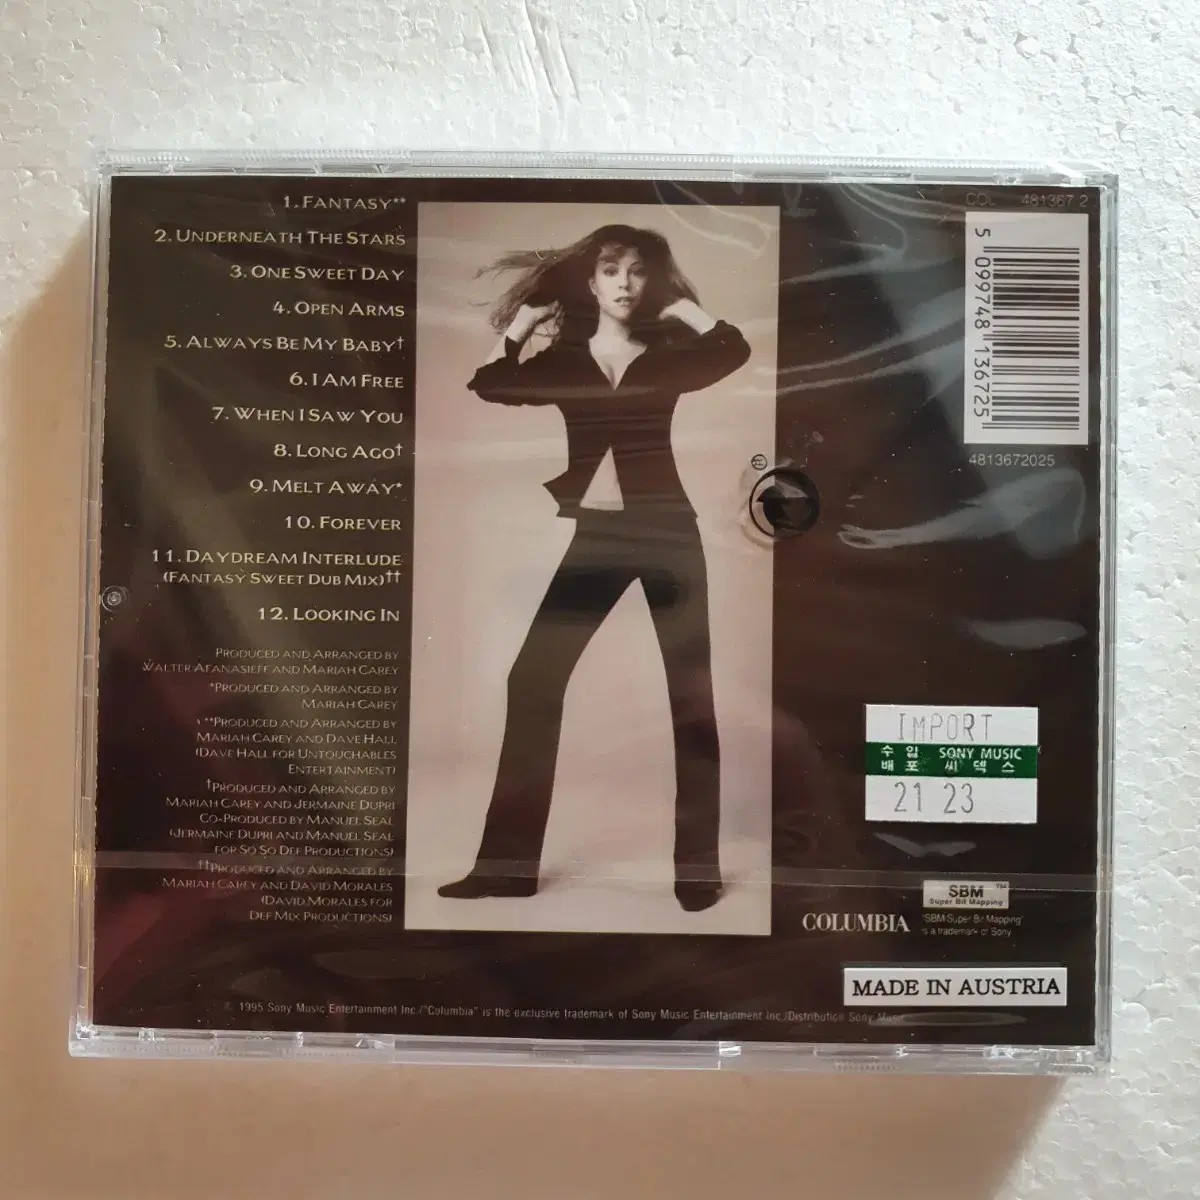 1. FANTASY**
2. UNDERNEATH THE STARS
3. ONE SWEET DAY
4. OPEN ARMS
5. ALWAYS BE MY BABY†
6. I AM FREE
7. WHEN I SAW YOU
8. LONG AGO†
9. MELT AWAY*
10. FOREVER
11. DAYDREAM INTERLUDE
(FANTASY SWEET DUB MIX)††
12. LOOKING IN
PRODUCED AND ARRANGED BY
WALTER AFANASIEFF AND MARIAH CAREY
*PRODUCED AND ARRANGED BY
MARIAH CAREY
**PRODUCED AND ARRANGED BY
MARIAH CAREY AND DAVE HALL
(DAVE HALL FOR UNTOUCHABLES
ENTERTAINMENT)
†PRODUCED AND ARRANGED BY
MARIAH CAREY AND JERMAINE DUPRI
CO-PRODUCED BY MANUEL SEAL
(JERMAINE DUPRI AND MANUEL SEAL
FOR SO SO DEF PRODUCTIONS)
††PRODUCED AND ARRANGED BY
MARIAH CAREY AND DAVID MORALES
(DAVID MORALES FOR
DEF MIX PRODUCTIONS)
COL 481367 2
5 099748 136725
4813672025
IMPORT
수입 SONY MUSIC
배포 씨덱스
21 23
SBM™
Super Bit Mapping
COLUMBIA
"SBM/Super Bit Mapping"
is a trademark of Sony
MADE IN AUSTRIA
© 1995 Sony Music Entertainment Inc./"Columbia" is the exclusive trademark of Sony Music Entertainment Inc./Distribution Sony Music